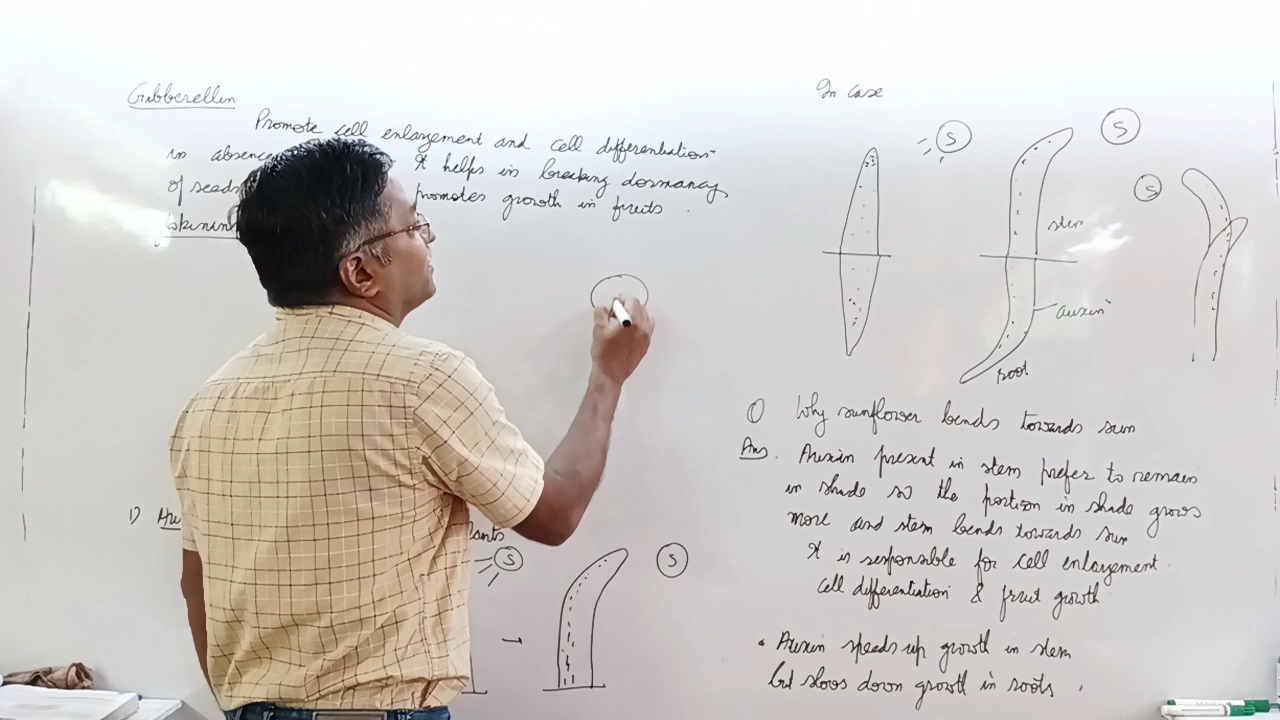 Gibberellin
Promote cell enlargement and cell differentiation
in absence It helps in breaking dormancy
of seeds promotes growth in fruits .
1)
S
→
S
In case
S
S
S
stem
auxin
root
Why sunflower bends towards sun
Ans. Auxin present in stem prefer to remain
in shade so the portion in shade grows
more and stem bends towards sun
It is responsible for cell enlargement
cell differentiation & fruit growth
• Auxin speeds up growth in stem
but slows down growth in roots .